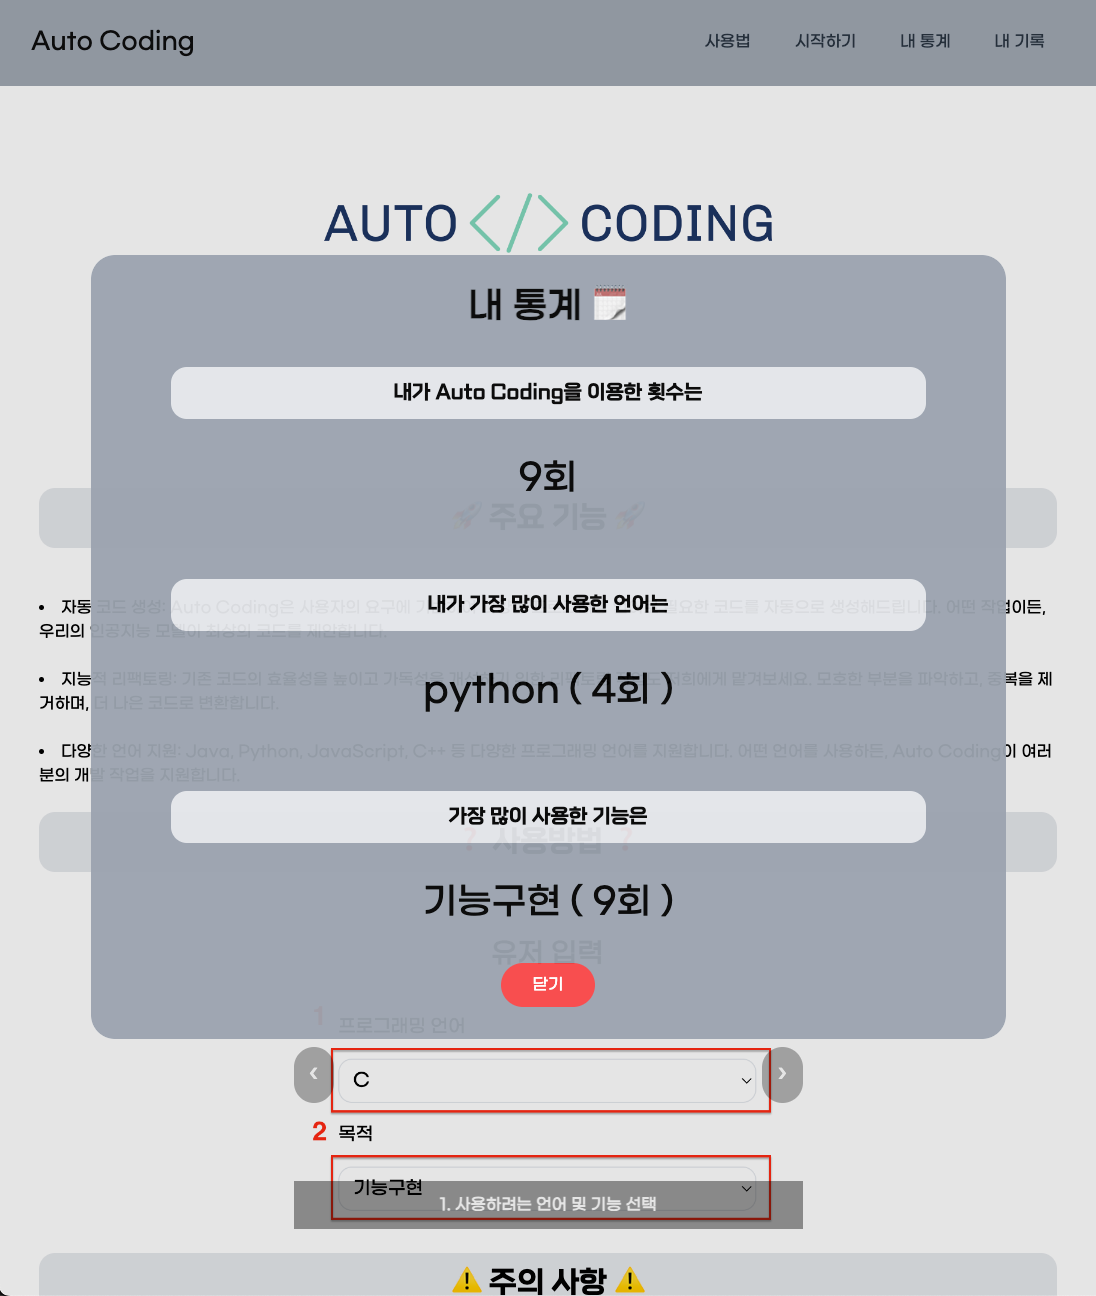 Auto Coding
사용법
시작하기
내 통계
내 기록
AUTO </> CODING
내 통계
내가 Auto Coding을 이용한 횟수는
9회
주요 기능
내가 가장 많이 사용한 언어는
자동 코드 생성: Auto Coding은 사용자의 요구에 필요한 코드를 자동으로 생성해드립니다. 어떤 작업이든,
우리의 인공지능 모델이 최상의 코드를 제안합니다.
python ( 4회 )
지능적 리팩토링: 기존 코드의 효율성을 높이고 가독성을 저희에게 맡겨보세요. 모호한 부분을 파악하고, 중복을 제
거하며, 더 나은 코드로 변환합니다.
다양한 언어 지원: Java, Python, JavaScript, C++ 등 다양한 프로그래밍 언어를 지원합니다. 어떤 언어를 사용하든, Auto Coding이 여러
분의 개발 작업을 지원합니다.
가장 많이 사용한 기능은
❓ 사용방법 ❓
기능구현 ( 9회 )
유저 입력
닫기
1 프로그래밍 언어
‹
C
›
2 목적
기능구현
1. 사용하려는 언어 및 기능 선택
주의 사항